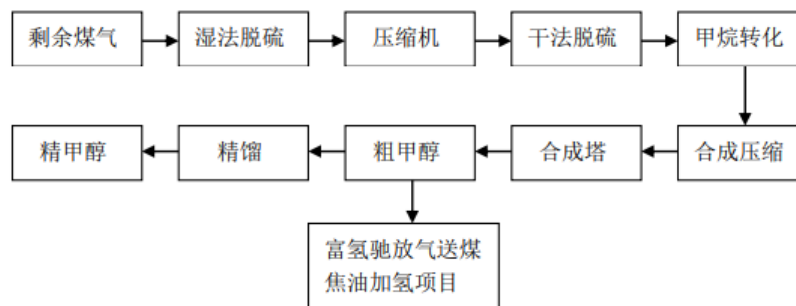 剩余煤气
湿法脱硫
压缩机
干法脱硫
甲烷转化
精甲醇
精馏
粗甲醇
合成塔
合成压缩
富氢驰放气送煤
焦油加氢项目